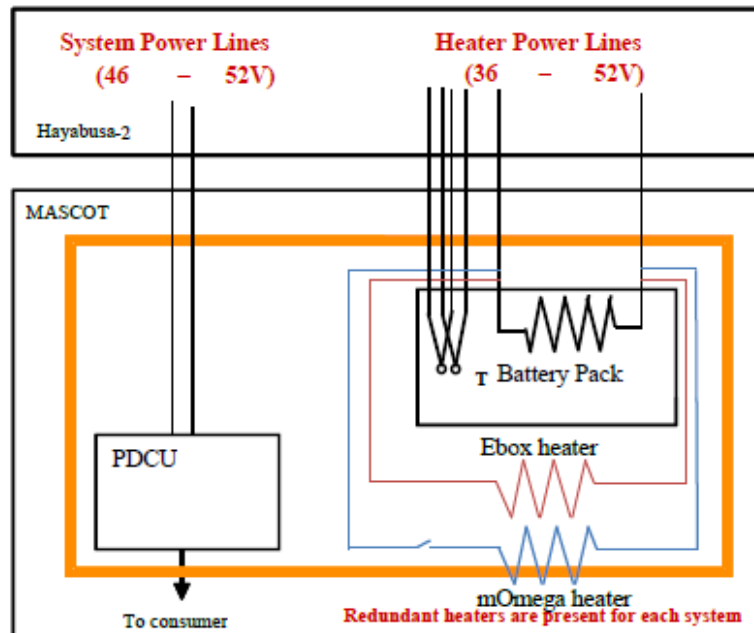 System Power Lines
(46 – 52V)
Heater Power Lines
(36 – 52V)
Hayabusa-2
MASCOT
T Battery Pack
PDCU
Ebox heater
mOmega heater
To consumer
Redundant heaters are present for each system